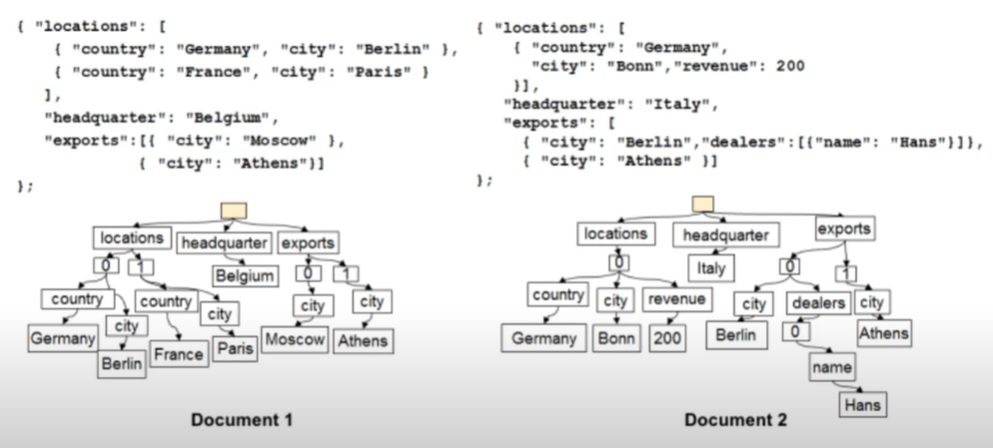 { "locations": [
{ "country": "Germany", "city": "Berlin" },
{ "country": "France", "city": "Paris" }
],
"headquarter": "Belgium",
"exports":[{ "city": "Moscow" },
{ "city": "Athens"}]
};
locations
headquarter
exports
0
1
Belgium
0
1
country
country
city
city
city
city
Germany
Berlin
France
Paris
Moscow
Athens
Document 1
{ "locations": [
{ "country": "Germany",
"city": "Bonn","revenue": 200
}],
"headquarter": "Italy",
"exports": [
{ "city": "Berlin","dealers":[{"name": "Hans"}]},
{ "city": "Athens" }]
};
locations
headquarter
exports
0
Italy
0
1
country
city
revenue
city
dealers
city
Germany
Bonn
200
Berlin
0
Athens
name
Hans
Document 2